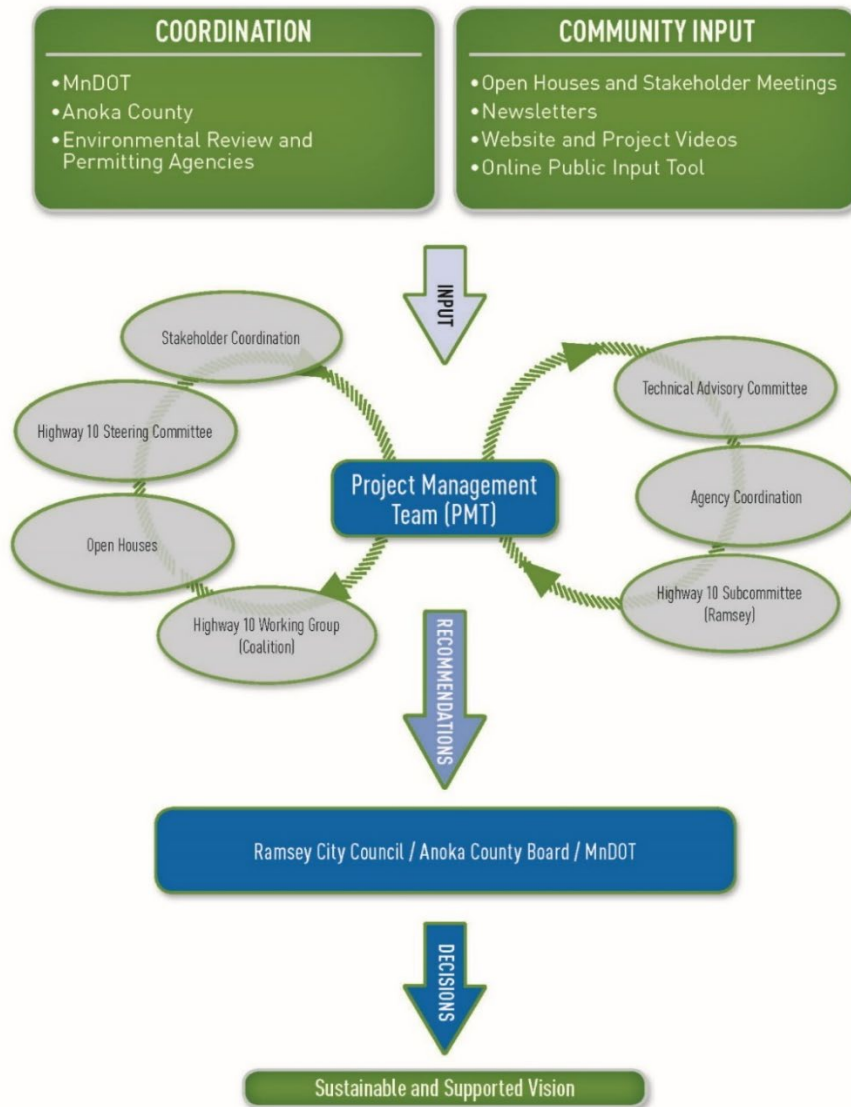 COORDINATION
•MnDOT
•Anoka County
•Environmental Review and
Permitting Agencies
COMMUNITY INPUT
•Open Houses and Stakeholder Meetings
•Newsletters
•Website and Project Videos
•Online Public Input Tool
INPUT
Stakeholder Coordination
Highway 10 Steering Committee
Open Houses
Highway 10 Working Group
(Coalition)
Project Management
Team (PMT)
Technical Advisory Committee
Agency Coordination
Highway 10 Subcommittee
(Ramsey)
RECOMMENDATIONS
Ramsey City Council / Anoka County Board / MnDOT
DECISIONS
Sustainable and Supported Vision